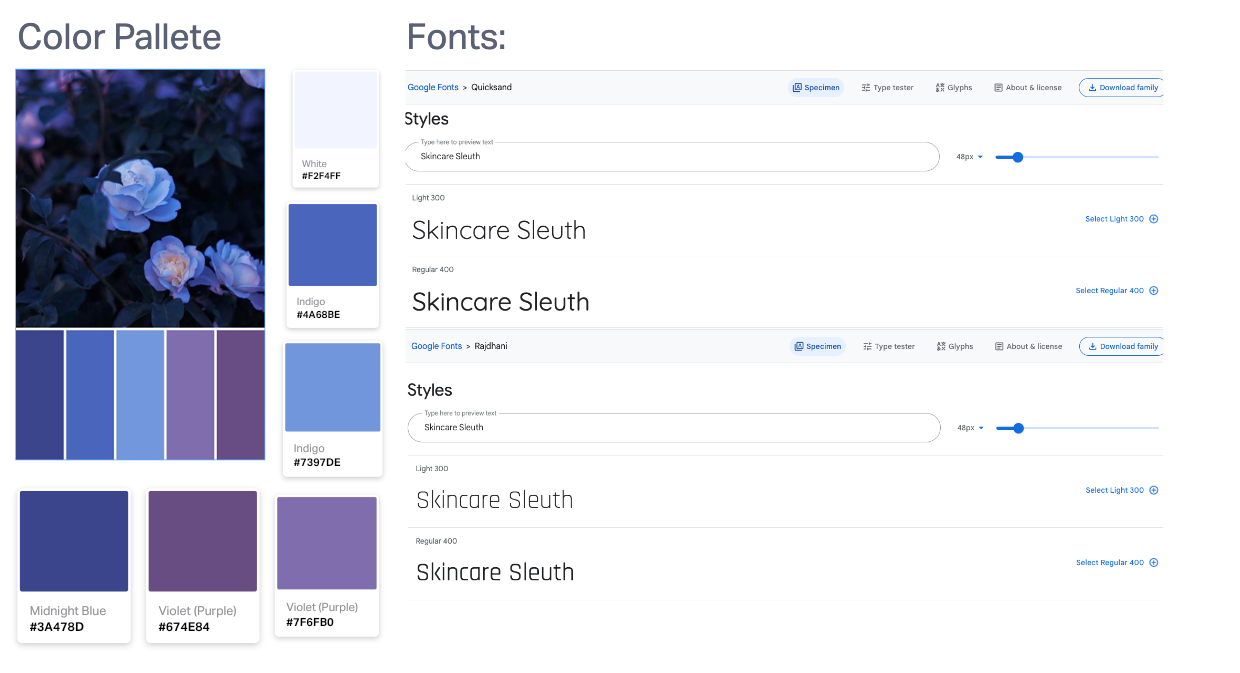 Color Pallete
White
#F2F4FF
Indigo
#4A68BE
Indigo
#7397DE
Midnight Blue
#3A478D
Violet (Purple)
#674E84
Violet (Purple)
#7F6FB0
Fonts:
Google Fonts > Quicksand
Specimen
Type tester
Glyphs
About & license
Download family
Styles
Type here to preview text
Skincare Sleuth
48px
Light 300
Skincare Sleuth
Select Light 300
Regular 400
Skincare Sleuth
Select Regular 400
Google Fonts > Rajdhani
Specimen
Type tester
Glyphs
About & license
Download family
Styles
Type here to preview text
Skincare Sleuth
48px
Light 300
Skincare Sleuth
Select Light 300
Regular 400
Skincare Sleuth
Select Regular 400